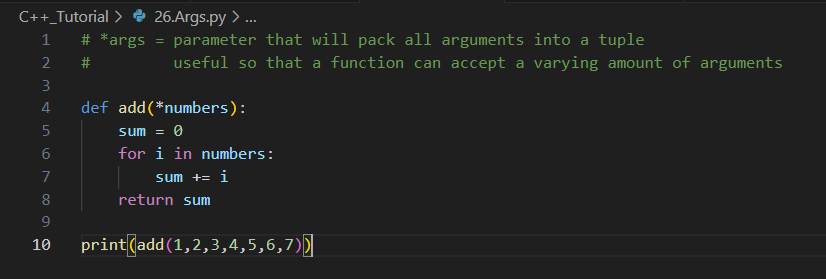 C++_Tutorial > 26.Args.py > ...
1 # *args = parameter that will pack all arguments into a tuple
2 #         useful so that a function can accept a varying amount of arguments
3
4 def add(*numbers):
5     sum = 0
6     for i in numbers:
7         sum += i
8     return sum
9
10 print(add(1,2,3,4,5,6,7))